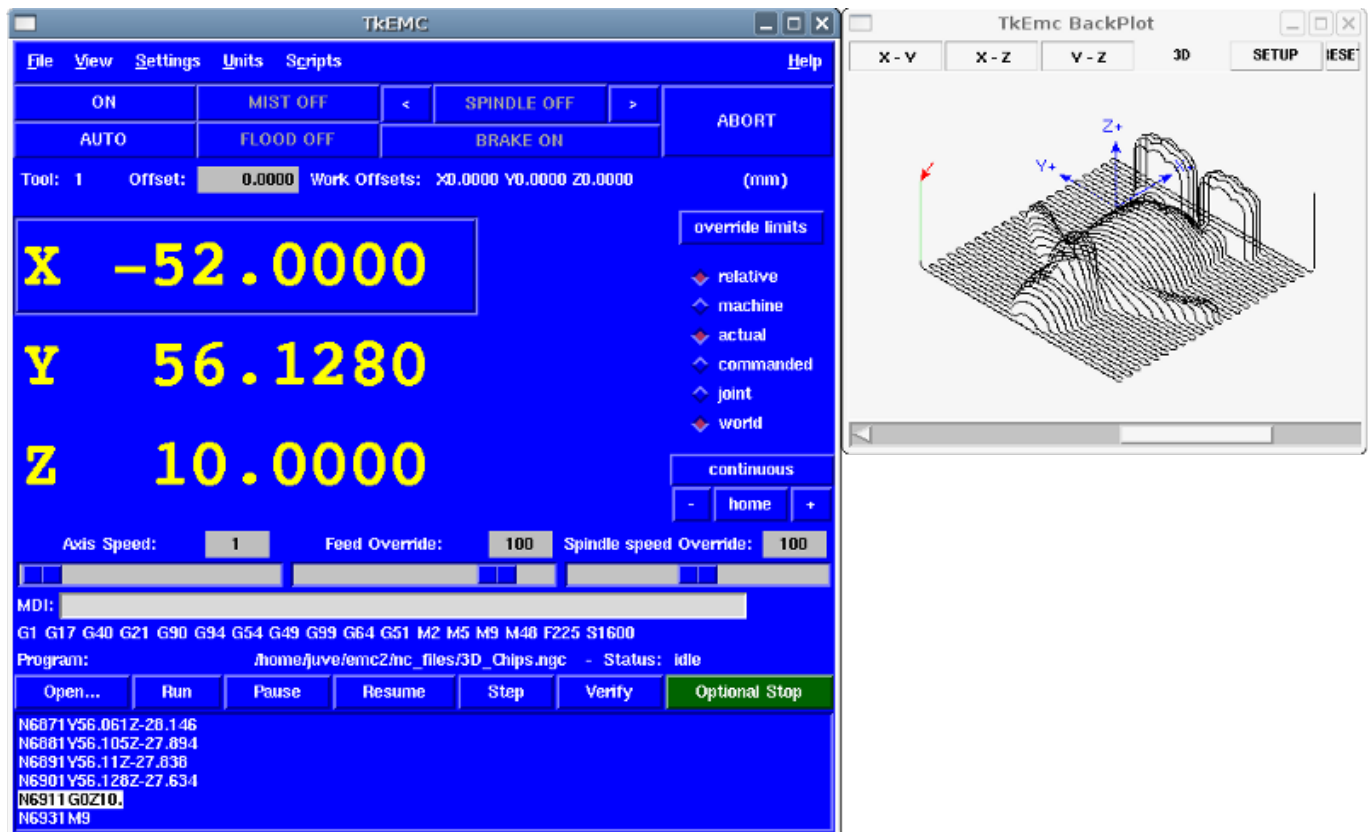 TkEMC
File View Settings Units Scripts Help
ON MIST OFF < SPINDLE OFF > ABORT
AUTO FLOOD OFF BRAKE ON
Tool: 1 Offset: 0.0000 Work Offsets: X0.0000 Y0.0000 Z0.0000 (mm)
override limits
X -52.0000
relative
machine
Y 56.1280
actual
commanded
joint
world
Z 10.0000
continuous
- home +
Axis Speed: 1 Feed Override: 100 Spindle speed Override: 100
MDI:
G1 G17 G40 G21 G90 G94 G54 G49 G99 G64 G51 M2 M5 M9 M48 F225 S1600
Program: /home/juve/emc2/nc_files/3D_Chips.ngc - Status: idle
Open... Run Pause Resume Step Verify Optional Stop
N6871Y56.061Z-28.146
N6881Y56.105Z-27.894
N6891Y56.11Z-27.838
N6901Y56.128Z-27.634
N6911G0Z10.
N6931M9
TkEmc BackPlot
X - Y X - Z Y - Z 3D SETUP RESET
Z+
Y+ X+